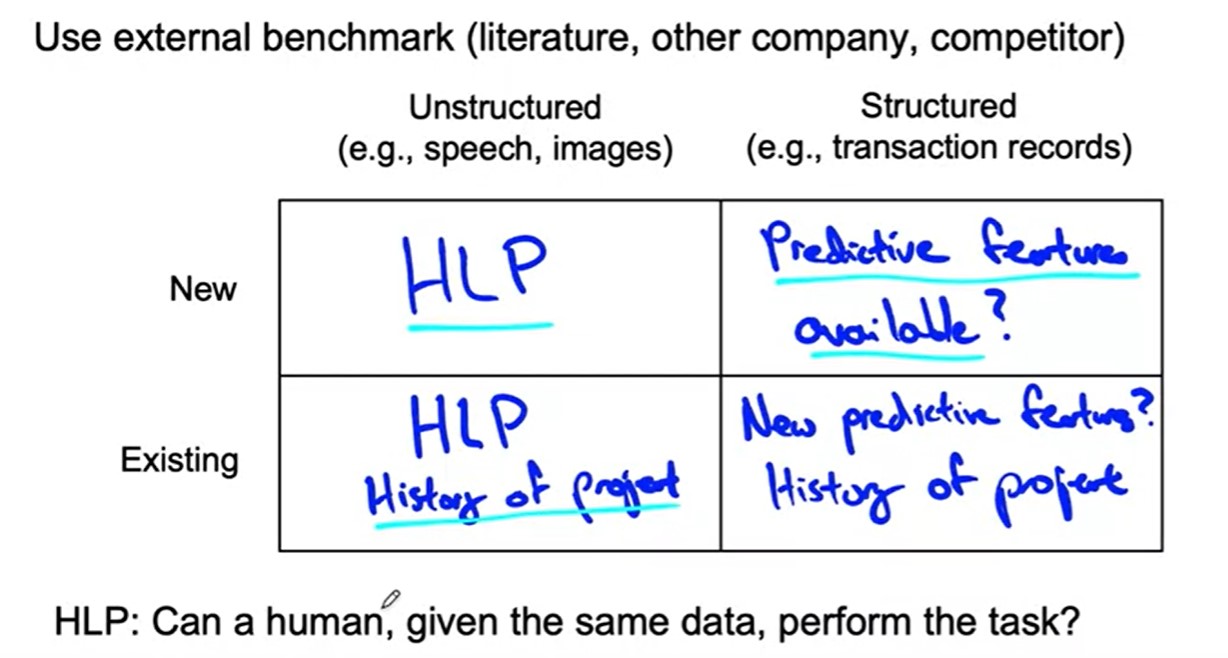 Use external benchmark (literature, other company, competitor)
Unstructured
(e.g., speech, images)
Structured
(e.g., transaction records)
New
HLP
Predictive features
available?
Existing
HLP
History of project
New predictive features?
History of project
HLP: Can a human, given the same data, perform the task?